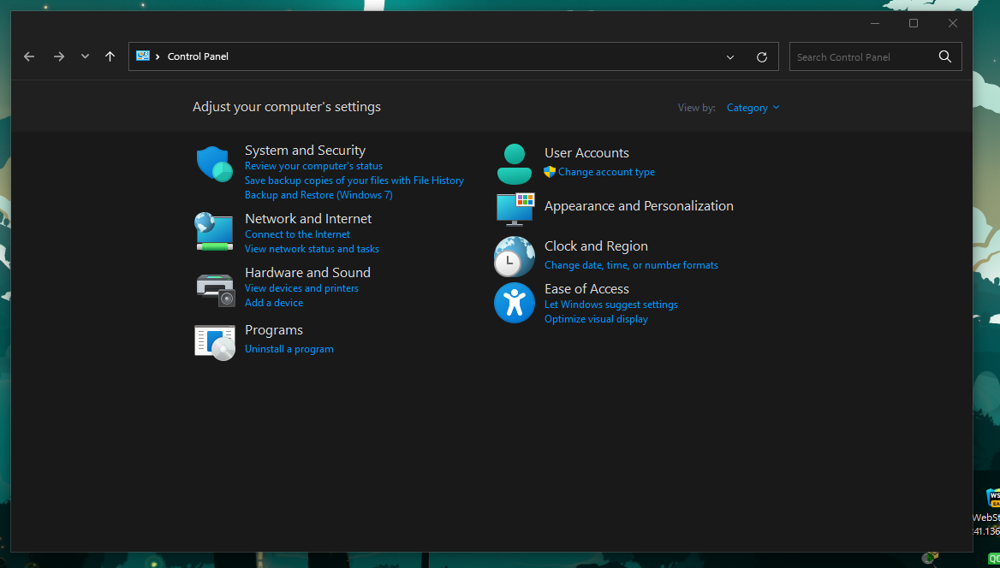 Control Panel
Search Control Panel
Adjust your computer's settings
View by: Category
System and Security
Review your computer's status
Save backup copies of your files with File History
Backup and Restore (Windows 7)
Network and Internet
Connect to the Internet
View network status and tasks
Hardware and Sound
View devices and printers
Add a device
Programs
Uninstall a program
User Accounts
Change account type
Appearance and Personalization
Clock and Region
Change date, time, or number formats
Ease of Access
Let Windows suggest settings
Optimize visual display
WS
EA
WebSt
41.136
QC